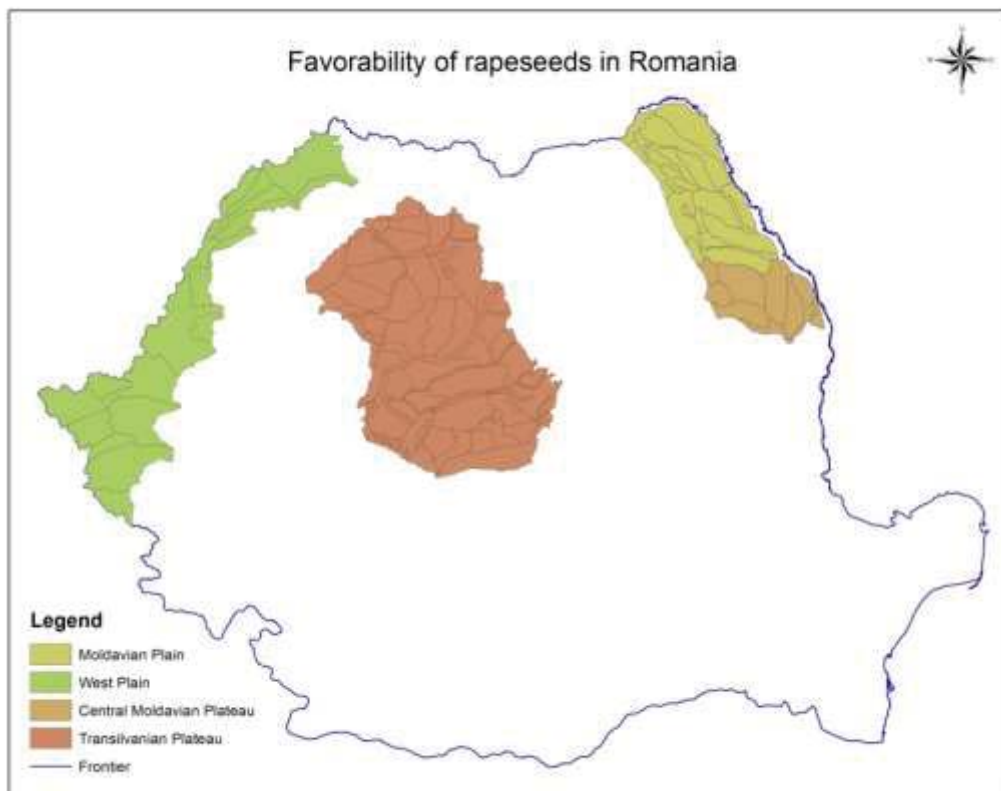 Favorability of rapeseeds in Romania
Legend
Moldavian Plain
West Plain
Central Moldavian Plateau
Transilvanian Plateau
Frontier